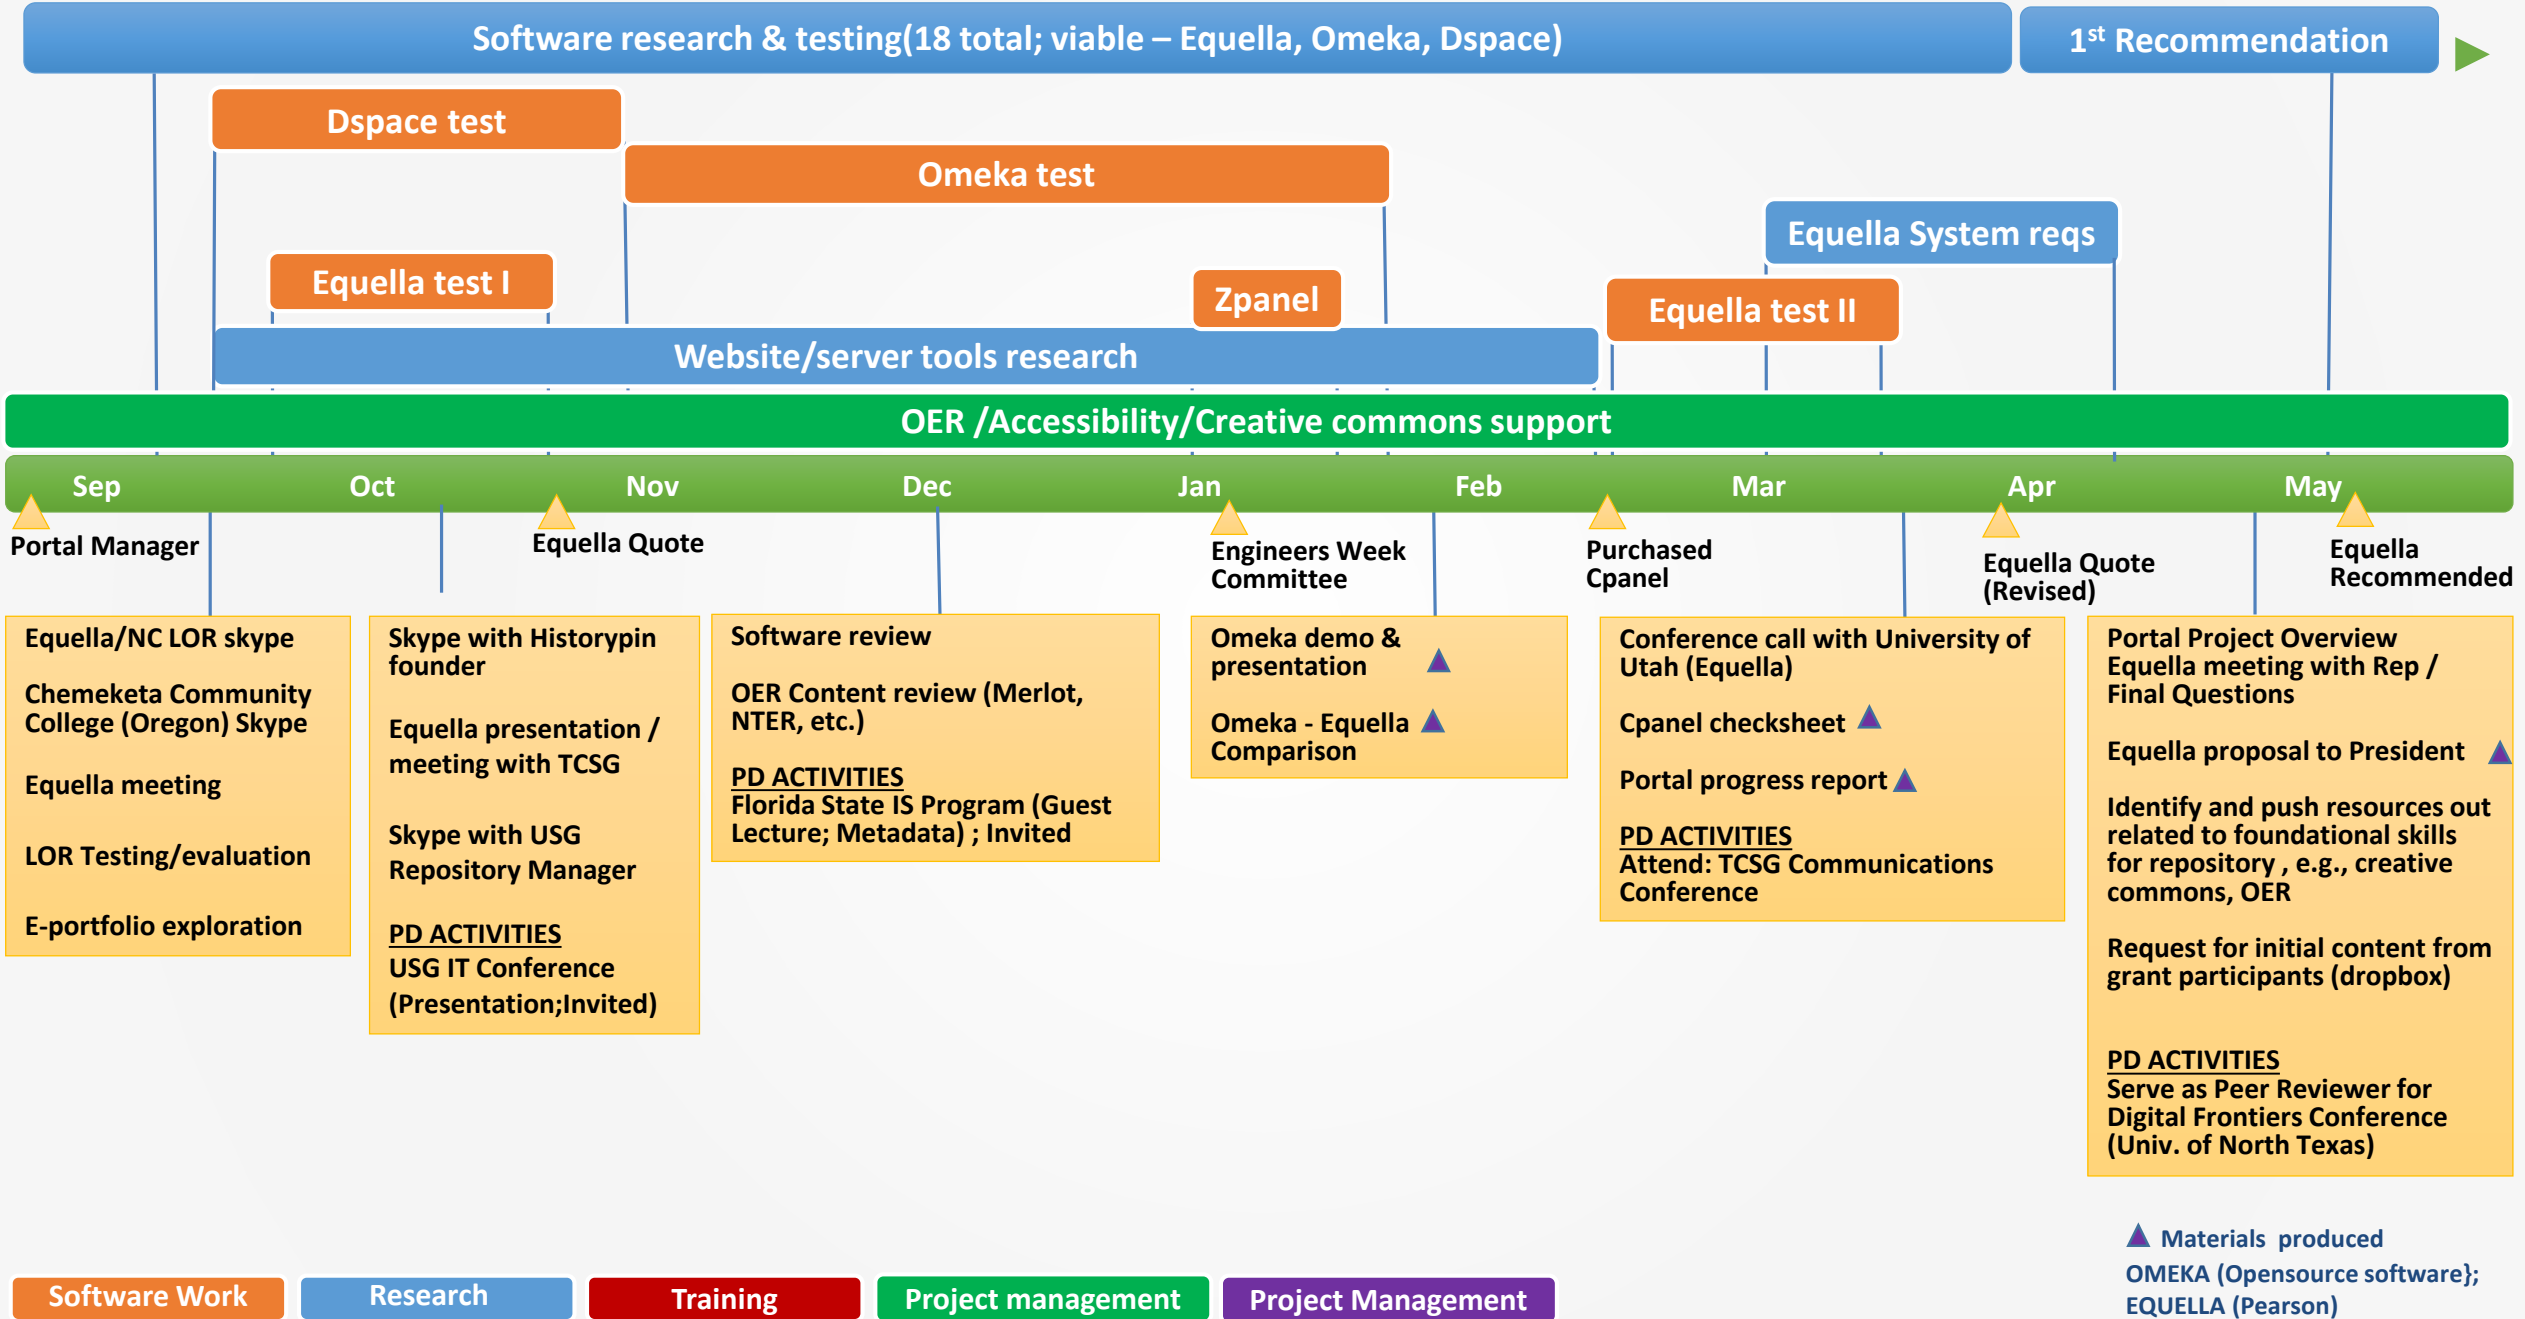 Software research & testing(18 total; viable – Equella, Omeka, Dspace)
1st Recommendation
Dspace test
Omeka test
Equella System reqs
Equella test I
Zpanel
Equella test II
Website/server tools research
OER /Accessibility/Creative commons support
Sep
Oct
Nov
Dec
Jan
Feb
Mar
Apr
May
Portal Manager
Equella Quote
Engineers Week
Committee
Purchased
Cpanel
Equella Quote
(Revised)
Equella
Recommended
Equella/NC LOR skype
Chemeketa Community
College (Oregon) Skype
Equella meeting
LOR Testing/evaluation
E-portfolio exploration
Skype with Historypin
founder
Equella presentation /
meeting with TCSG
Skype with USG
Repository Manager
PD ACTIVITIES
USG IT Conference
(Presentation;Invited)
Software review
OER Content review (Merlot,
NTER, etc.)
PD ACTIVITIES
Florida State IS Program (Guest
Lecture; Metadata) ; Invited
Omeka demo &
presentation
Omeka - Equella
Comparison
Conference call with University of
Utah (Equella)
Cpanel checksheet
Portal progress report
PD ACTIVITIES
Attend: TCSG Communications
Conference
Portal Project Overview
Equella meeting with Rep /
Final Questions
Equella proposal to President
Identify and push resources out
related to foundational skills
for repository , e.g., creative
commons, OER
Request for initial content from
grant participants (dropbox)
PD ACTIVITIES
Serve as Peer Reviewer for
Digital Frontiers Conference
(Univ. of North Texas)
Materials produced
OMEKA (Opensource software};
EQUELLA (Pearson)
Software Work
Research
Training
Project management
Project Management